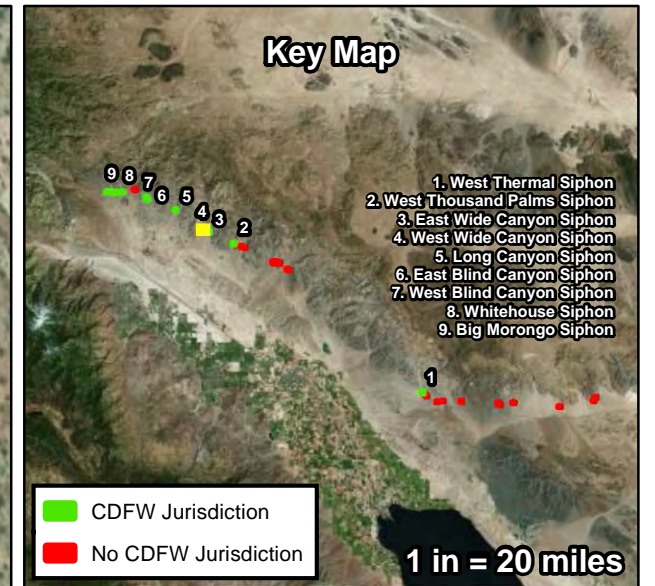 Key Map
9
8
7
6
5
4
3
2
1
1. West Thermal Siphon
2. West Thousand Palms Siphon
3. East Wide Canyon Siphon
4. West Wide Canyon Siphon
5. Long Canyon Siphon
6. East Blind Canyon Siphon
7. West Blind Canyon Siphon
8. Whitehouse Siphon
9. Big Morongo Siphon
CDFW Jurisdiction
No CDFW Jurisdiction
1 in = 20 miles